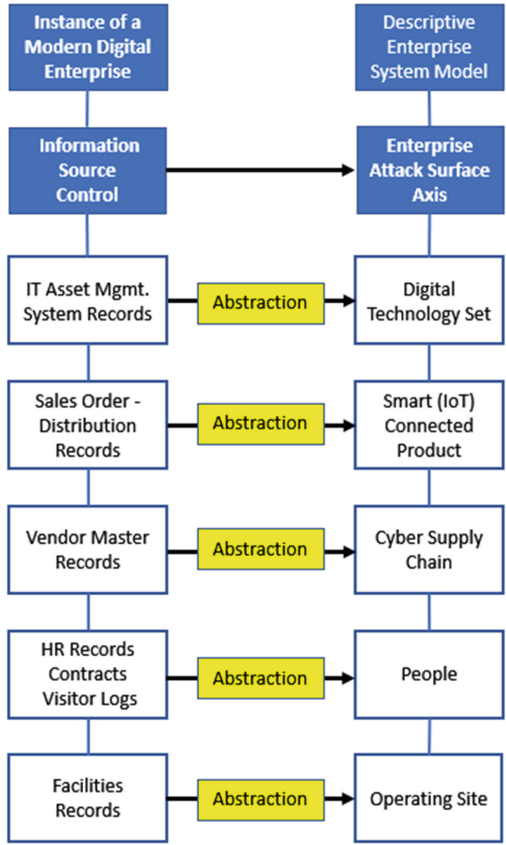 Instance of a
Modern Digital
Enterprise
Descriptive
Enterprise
System Model
Information
Source
Control
Enterprise
Attack Surface
Axis
IT Asset Mgmt.
System Records
Abstraction
Digital
Technology Set
Sales Order -
Distribution
Records
Abstraction
Smart (IoT)
Connected
Product
Vendor Master
Records
Abstraction
Cyber Supply
Chain
HR Records
Contracts
Visitor Logs
Abstraction
People
Facilities
Records
Abstraction
Operating Site